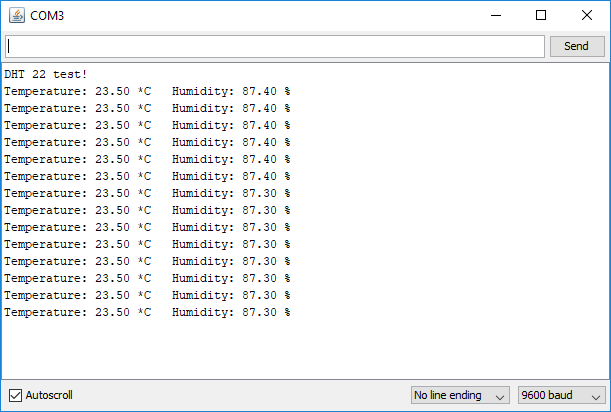 COM3
Send
DHT 22 test!
Temperature: 23.50 *C   Humidity: 87.40 %
Temperature: 23.50 *C   Humidity: 87.40 %
Temperature: 23.50 *C   Humidity: 87.40 %
Temperature: 23.50 *C   Humidity: 87.40 %
Temperature: 23.50 *C   Humidity: 87.40 %
Temperature: 23.50 *C   Humidity: 87.40 %
Temperature: 23.50 *C   Humidity: 87.30 %
Temperature: 23.50 *C   Humidity: 87.30 %
Temperature: 23.50 *C   Humidity: 87.30 %
Temperature: 23.50 *C   Humidity: 87.30 %
Temperature: 23.50 *C   Humidity: 87.30 %
Temperature: 23.50 *C   Humidity: 87.30 %
Temperature: 23.50 *C   Humidity: 87.30 %
Temperature: 23.50 *C   Humidity: 87.30 %
Autoscroll
No line ending
9600 baud